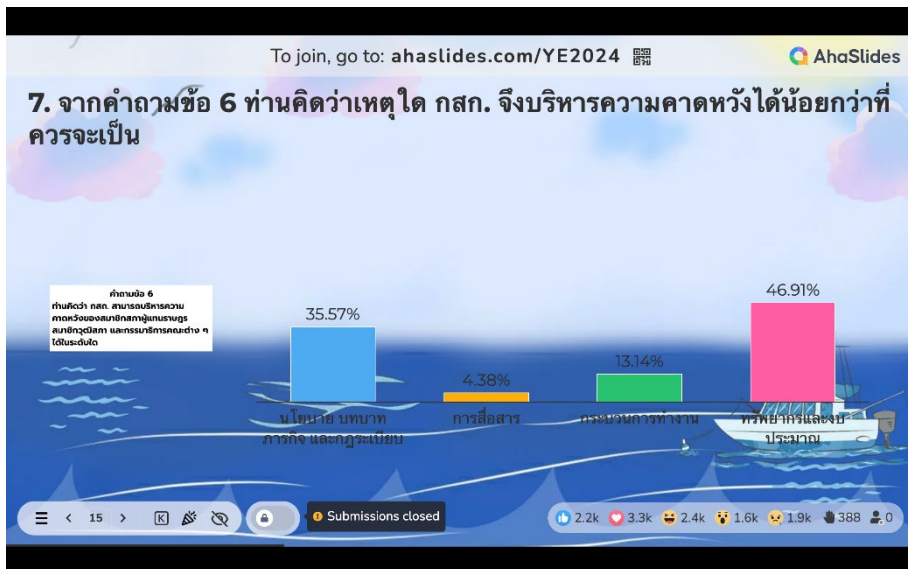 To join, go to: ahaslides.com/YE2024
AhaSlides
7. จากคำถามข้อ 6 ท่านคิดว่าเหตุใด กสก. จึงบริหารความคาดหวังได้น้อยกว่าที่
ควรจะเป็น
คำถามข้อ 6
ท่านคิดว่า กสก. สามารถบริหารความ
คาดหวังของสมาชิกสภาผู้แทนราษฎร
สมาชิกวุฒิสภา และกรรมาธิการคณะต่าง ๆ
ได้ในระดับใด
35.57%
4.38%
13.14%
46.91%
นโยบาย บทบาท
ภารกิจ และกฎระเบียบ
การสื่อสาร
กระบวนการทำงาน
ทรัพยากรและงบ
ประมาณ
15
K
Submissions closed
2.2k 3.3k 2.4k 1.6k 1.9k 388 0